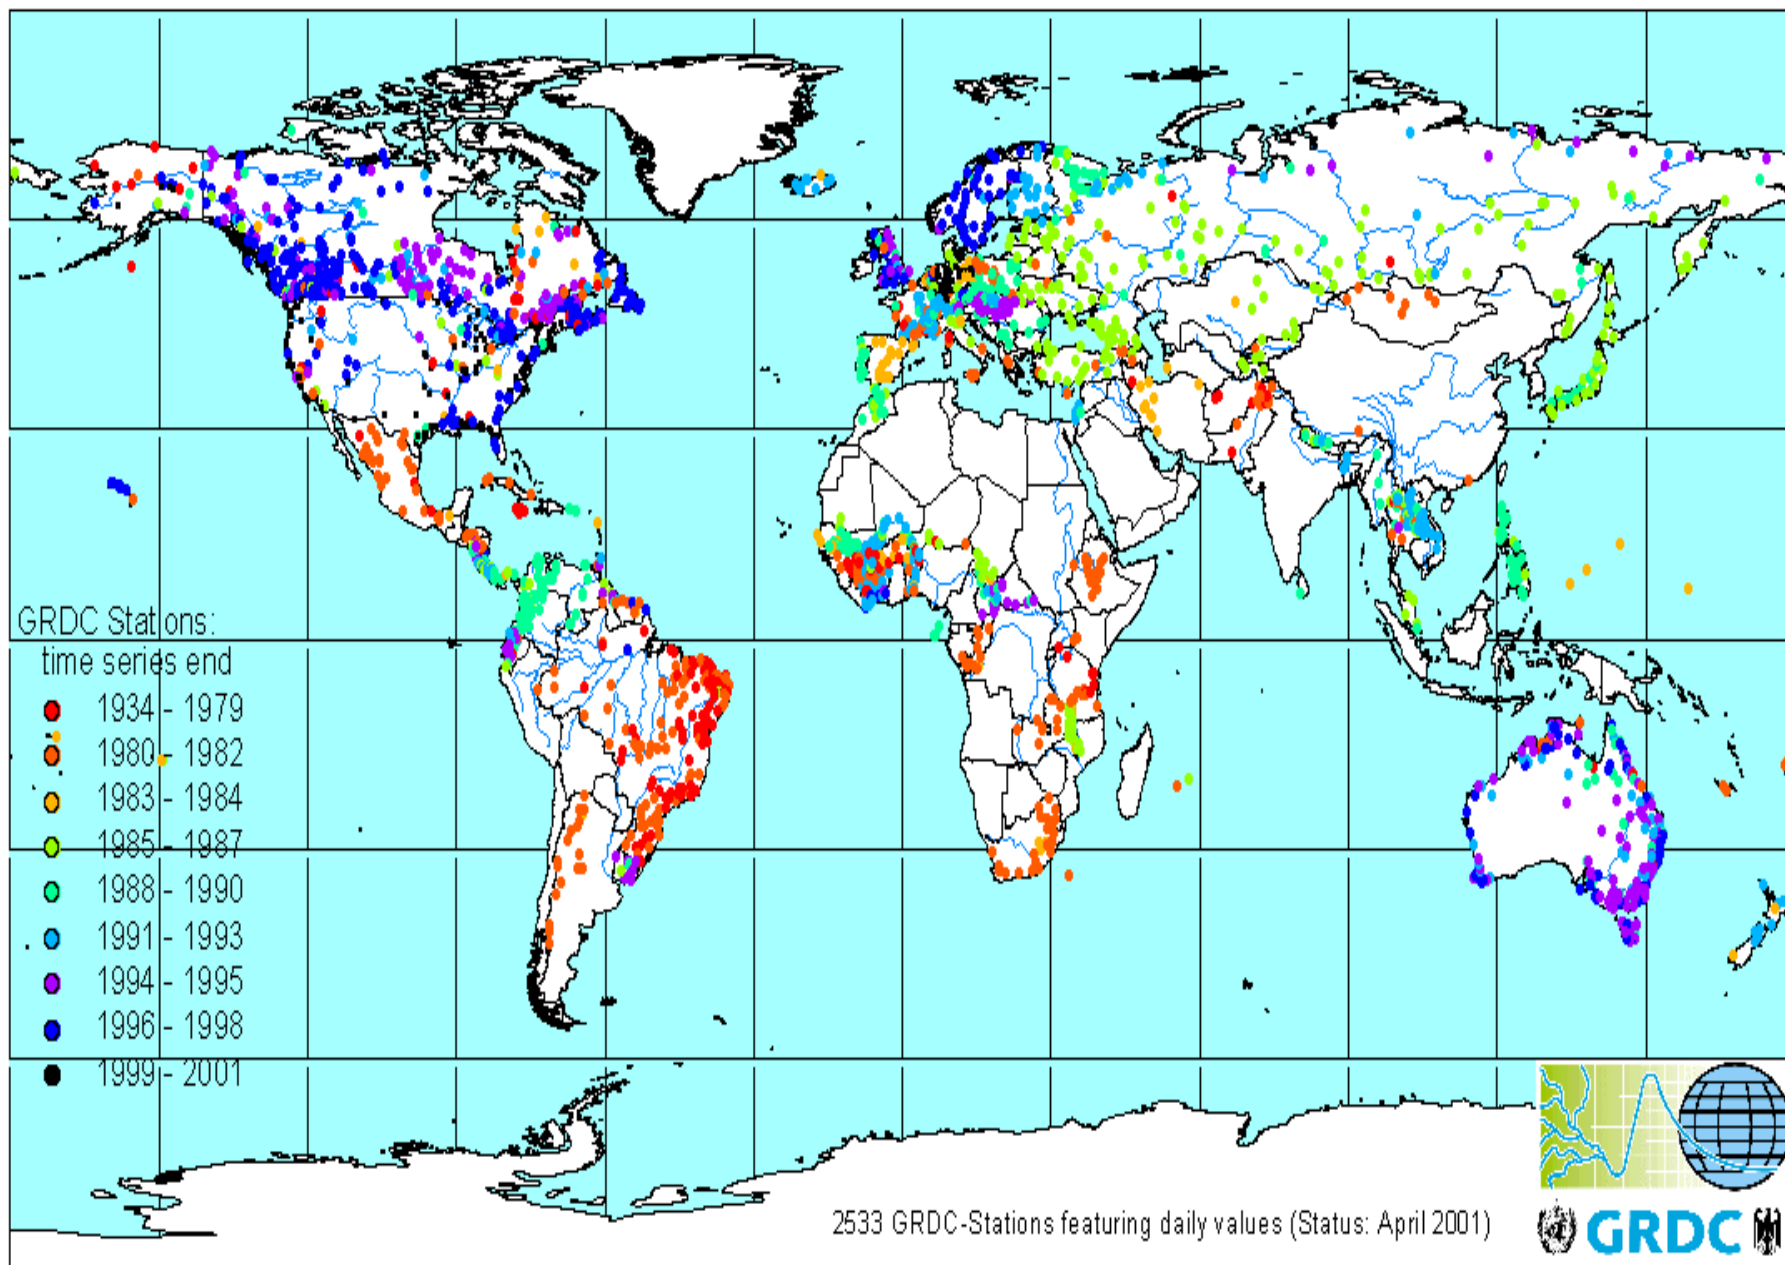 GRDC Stations:
time series end
1934 - 1979
1980 - 1982
1983 - 1984
1985 - 1987
1988 - 1990
1991 - 1993
1994 - 1995
1996 - 1998
1999 - 2001
2533 GRDC-Stations featuring daily values (Status: April 2001)
GRDC